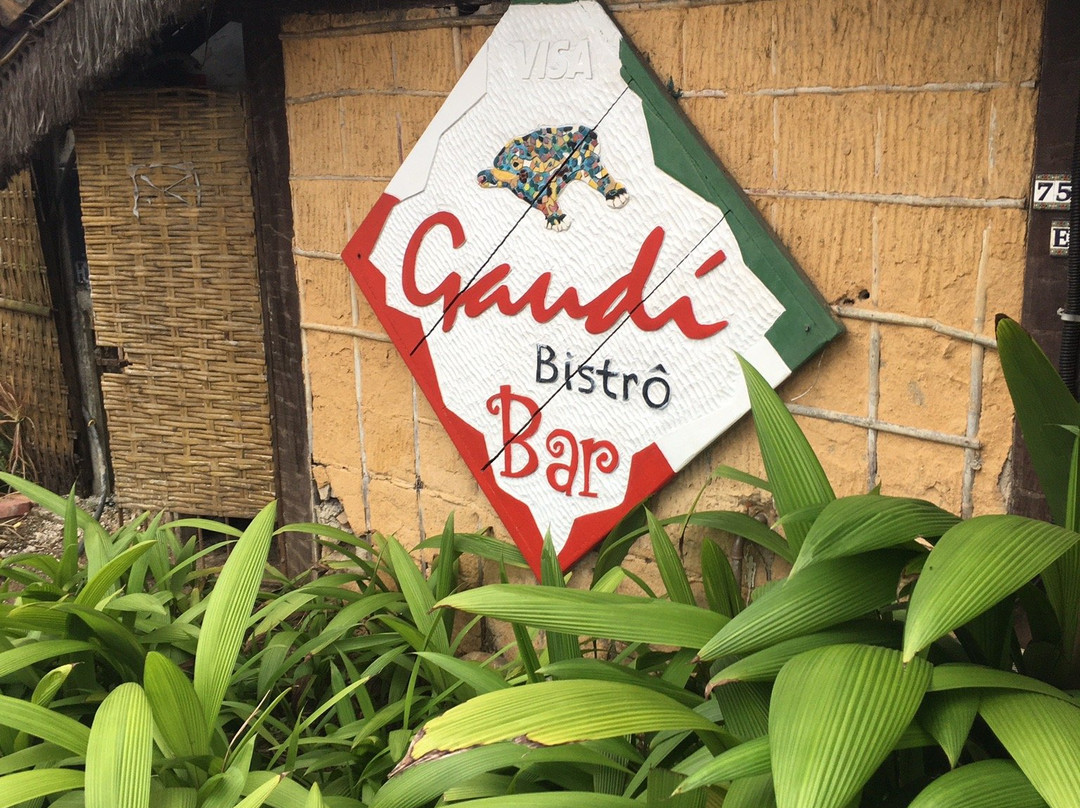 VISA
Gaudí
Bistrô
Bar
75
E